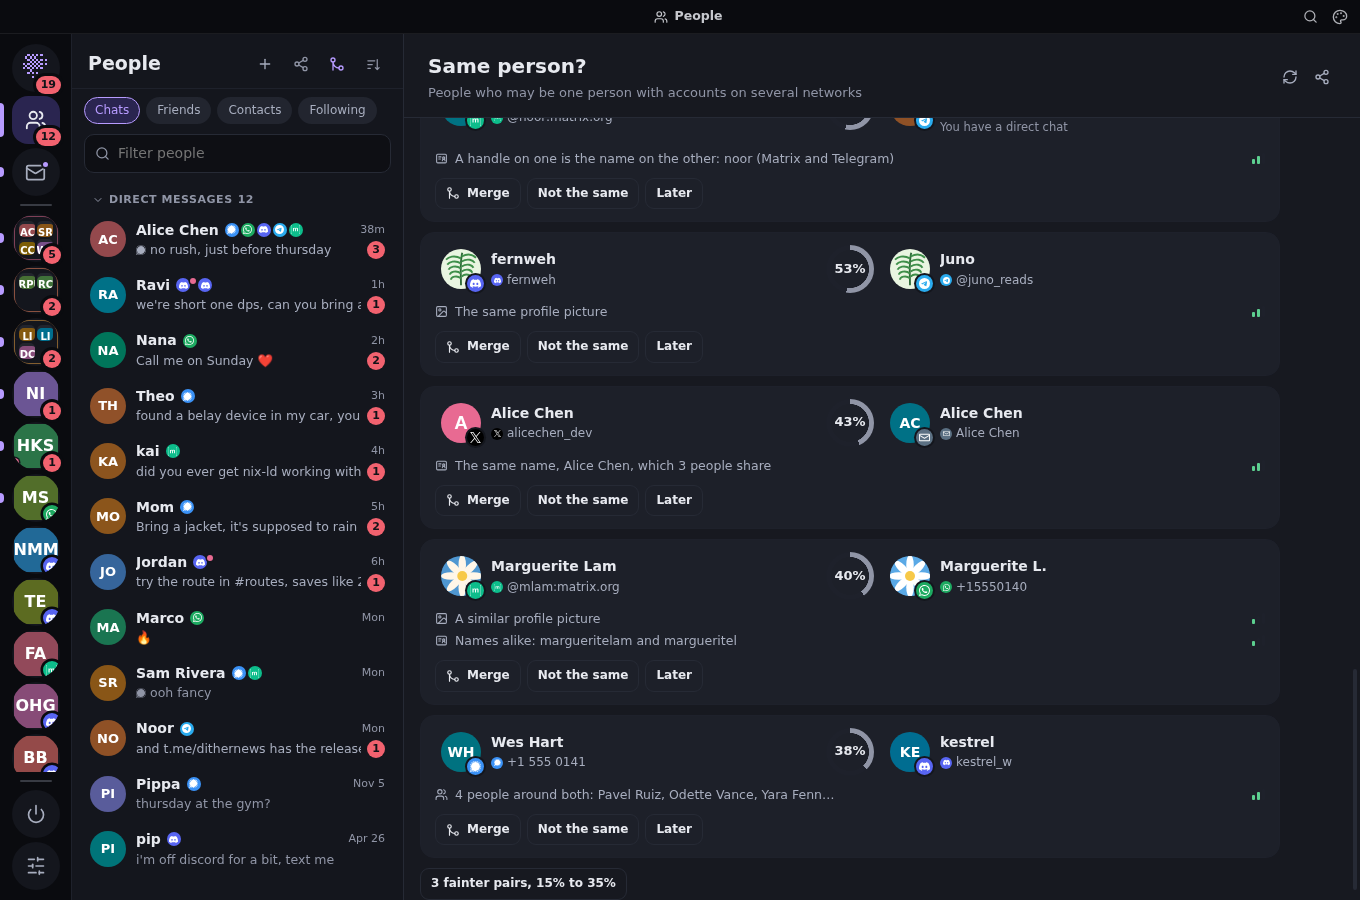 People
19
12
5
2
2
NI
1
HKS
1
MS
NMM
TE
FA
OHG
BB
AC SR
CC
RP RC
LI LI
DC
People
Chats
Friends
Contacts
Following
Filter people
DIRECT MESSAGES 12
AC
Alice Chen
38m
no rush, just before thursday
3
RA
Ravi
1h
we're short one dps, can you bring a
1
NA
Nana
2h
Call me on Sunday ❤️
2
TH
Theo
3h
found a belay device in my car, you
1
KA
kai
4h
did you ever get nix-ld working with
1
MO
Mom
5h
Bring a jacket, it's supposed to rain
2
JO
Jordan
6h
try the route in #routes, saves like 2
1
MA
Marco
Mon
🔥
SR
Sam Rivera
Mon
ooh fancy
NO
Noor
Mon
and t.me/dithernews has the release
1
PI
Pippa
Nov 5
thursday at the gym?
PI
pip
Apr 26
i'm off discord for a bit, text me
Same person?
People who may be one person with accounts on several networks
@noor:matrix.org
You have a direct chat
A handle on one is the name on the other: noor (Matrix and Telegram)
Merge
Not the same
Later
fernweh
fernweh
53%
Juno
@juno_reads
The same profile picture
Merge
Not the same
Later
A
Alice Chen
alicechen_dev
43%
AC
Alice Chen
Alice Chen
The same name, Alice Chen, which 3 people share
Merge
Not the same
Later
Marguerite Lam
@mlam:matrix.org
40%
Marguerite L.
+15550140
A similar profile picture
Names alike: margueritelam and margueritel
Merge
Not the same
Later
WH
Wes Hart
+1 555 0141
38%
KE
kestrel
kestrel_w
4 people around both: Pavel Ruiz, Odette Vance, Yara Fenn…
Merge
Not the same
Later
3 fainter pairs, 15% to 35%